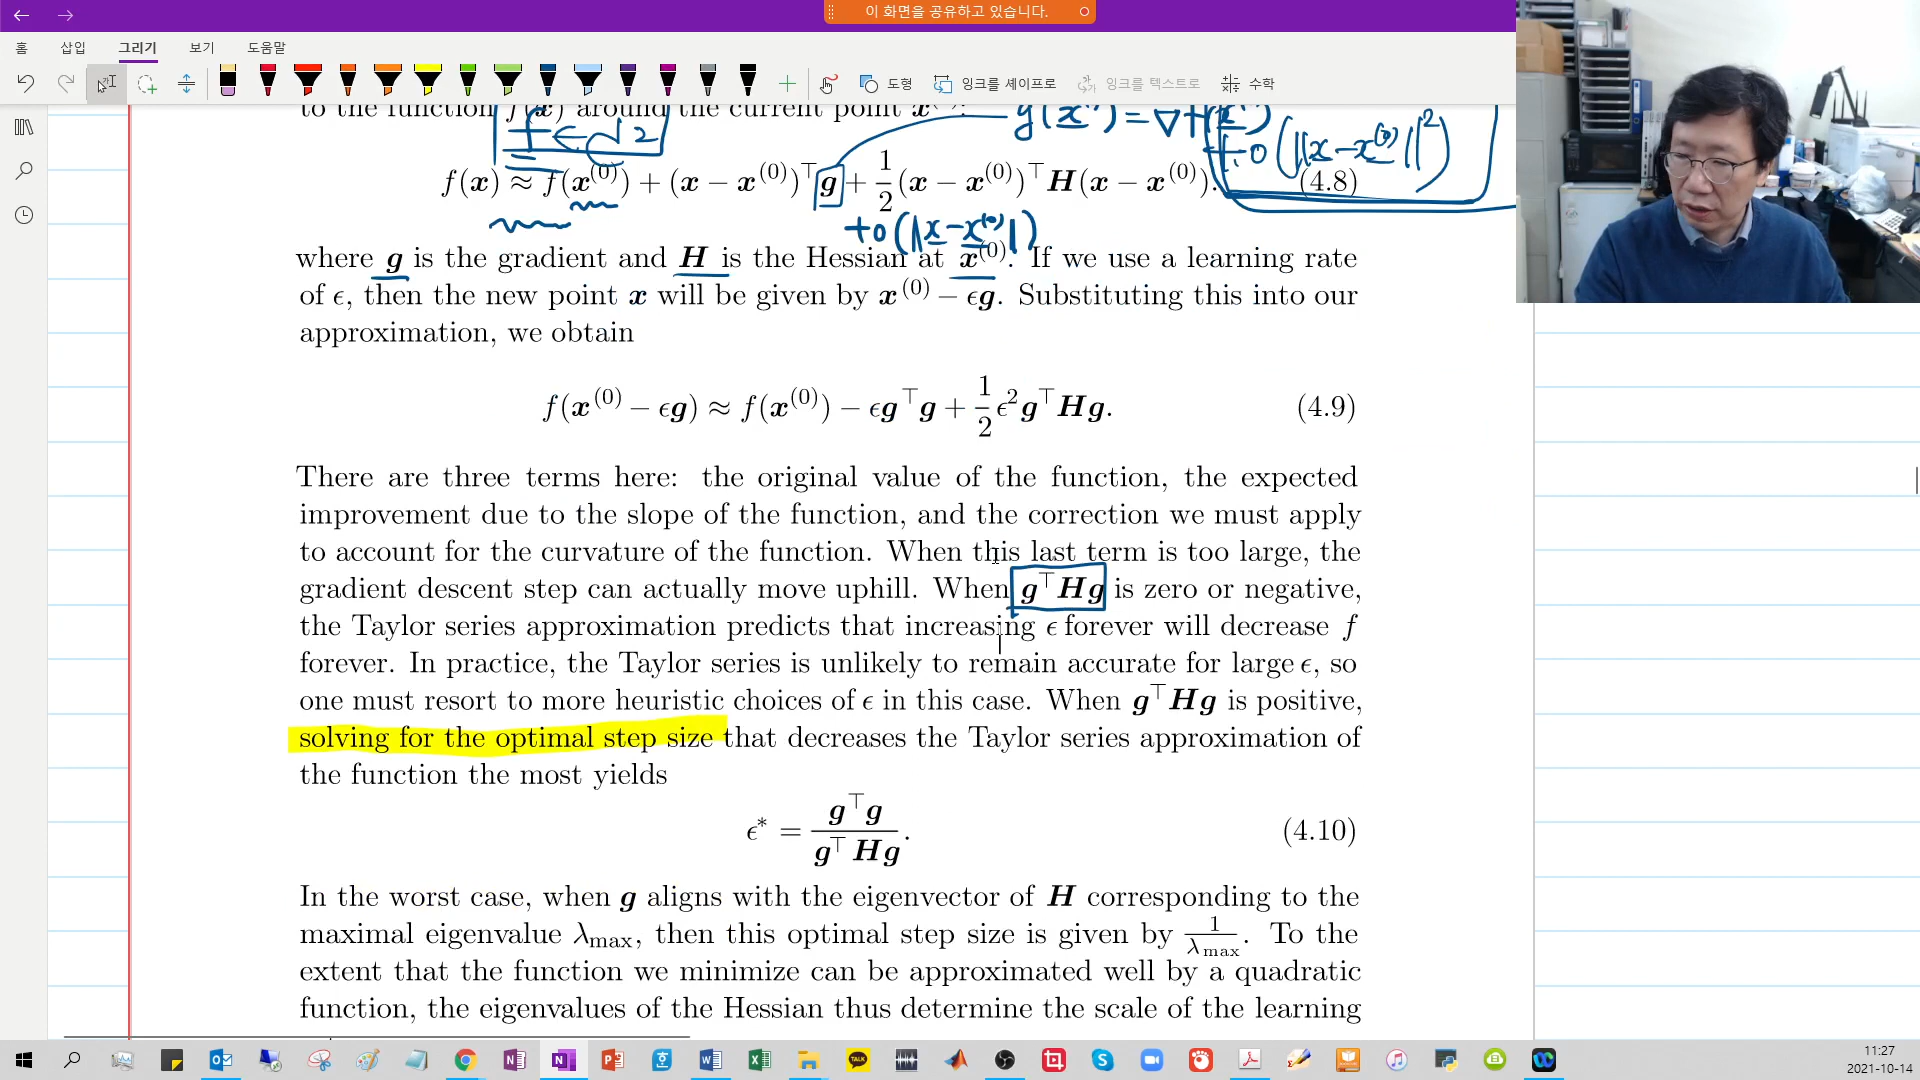 이 화면을 공유하고 있습니다.
홈 삽입 그리기 보기 도움말
도형 잉크를 셰이프로 잉크를 텍스트로 수학
to the function f(x) around the current point x^(0):
f(x) ≈ f(x^(0)) + (x − x^(0))^⊤ g + 1/2 (x − x^(0))^⊤ H(x − x^(0)). (4.8)
+ o(||x − x^(0)||^2)
+ o(||x − x^(0)||)
where g is the gradient and H is the Hessian at x^(0). If we use a learning rate
of ϵ, then the new point x will be given by x^(0) − ϵg. Substituting this into our
approximation, we obtain
f(x^(0) − ϵg) ≈ f(x^(0)) − ϵg^⊤g + 1/2 ϵ^2 g^⊤Hg. (4.9)
There are three terms here: the original value of the function, the expected
improvement due to the slope of the function, and the correction we must apply
to account for the curvature of the function. When this last term is too large, the
gradient descent step can actually move uphill. When g^⊤Hg is zero or negative,
the Taylor series approximation predicts that increasing ϵ forever will decrease f
forever. In practice, the Taylor series is unlikely to remain accurate for large ϵ, so
one must resort to more heuristic choices of ϵ in this case. When g^⊤Hg is positive,
solving for the optimal step size that decreases the Taylor series approximation of
the function the most yields
ϵ* = g^⊤g / g^⊤Hg. (4.10)
In the worst case, when g aligns with the eigenvector of H corresponding to the
maximal eigenvalue λ_max, then this optimal step size is given by 1/λ_max. To the
extent that the function we minimize can be approximated well by a quadratic
function, the eigenvalues of the Hessian thus determine the scale of the learning
11:27
2021-10-14